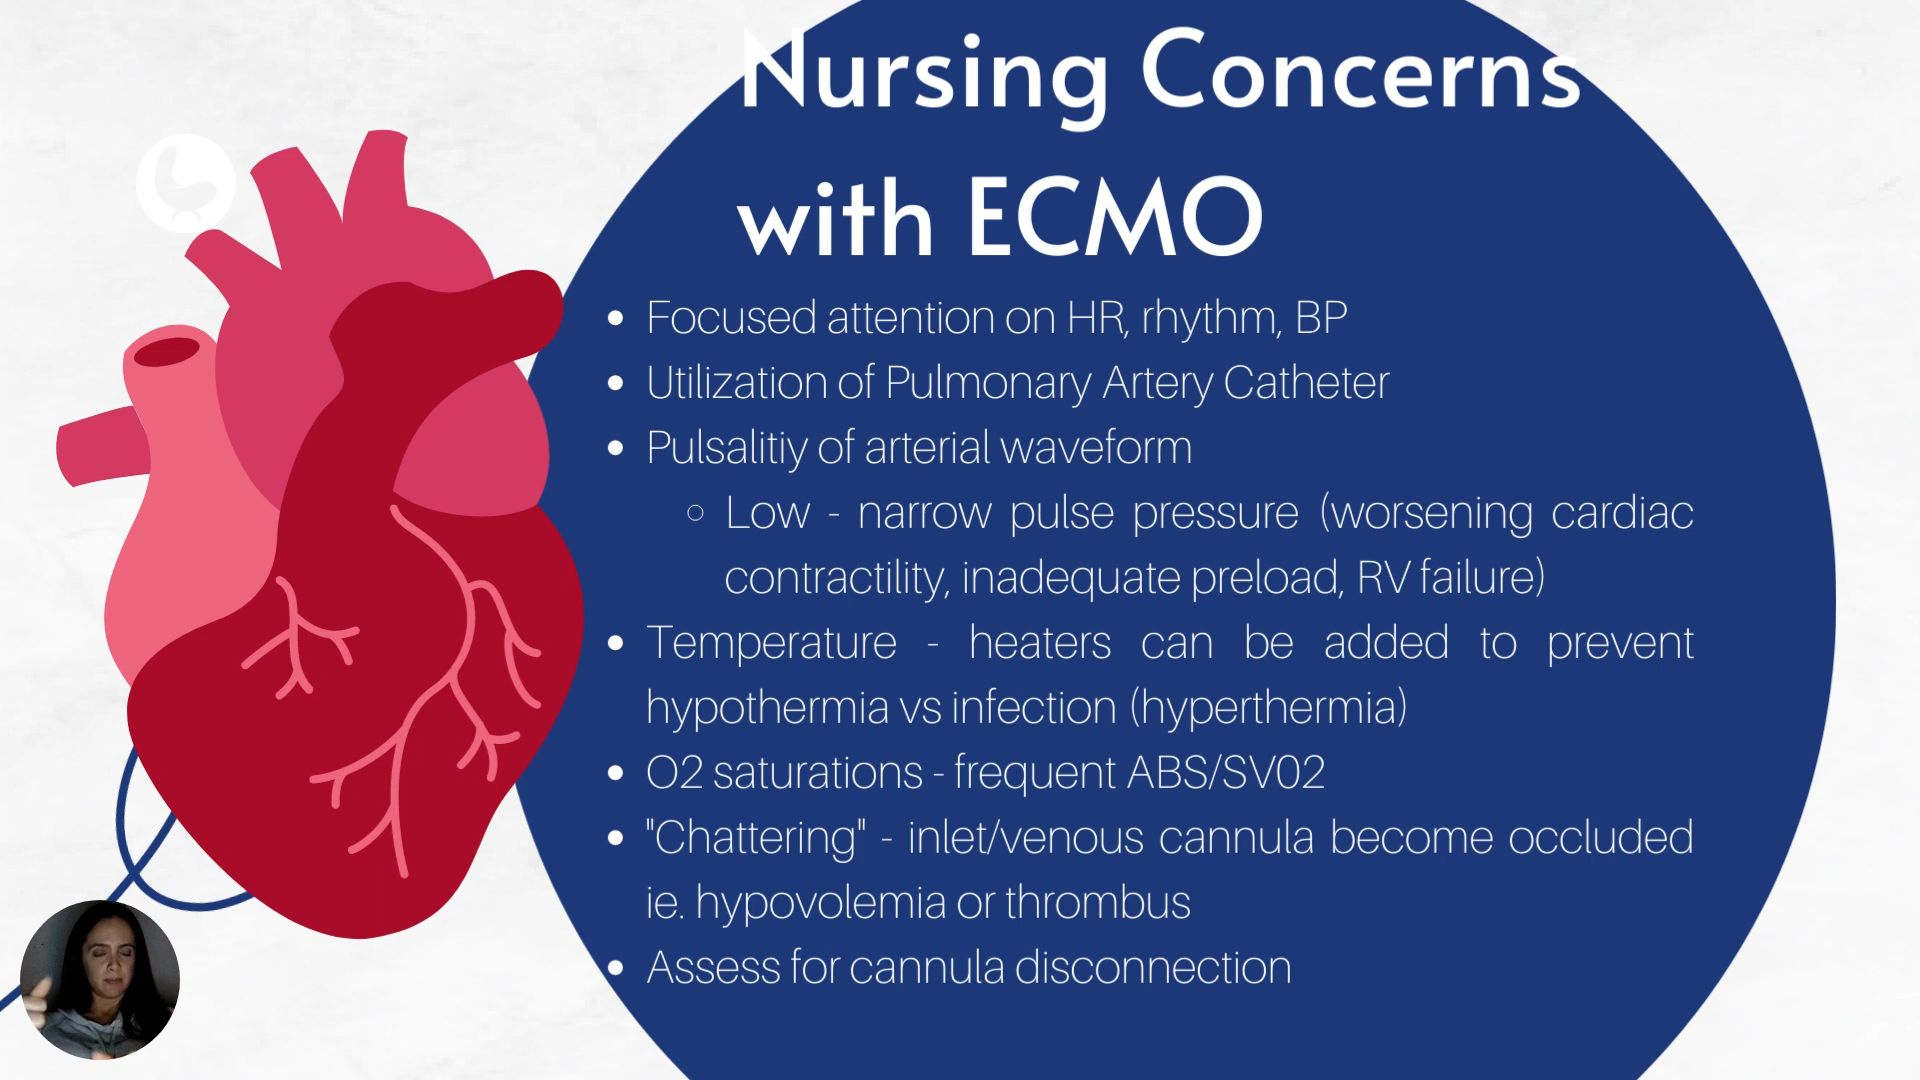 Nursing Concerns
with ECMO
• Focused attention on HR, rhythm, BP
• Utilization of Pulmonary Artery Catheter
• Pulsalitiy of arterial waveform
◦ Low - narrow pulse pressure (worsening cardiac
contractility, inadequate preload, RV failure)
• Temperature - heaters can be added to prevent
hypothermia vs infection (hyperthermia)
• O2 saturations - frequent ABS/SV02
• "Chattering" - inlet/venous cannula become occluded
ie. hypovolemia or thrombus
• Assess for cannula disconnection